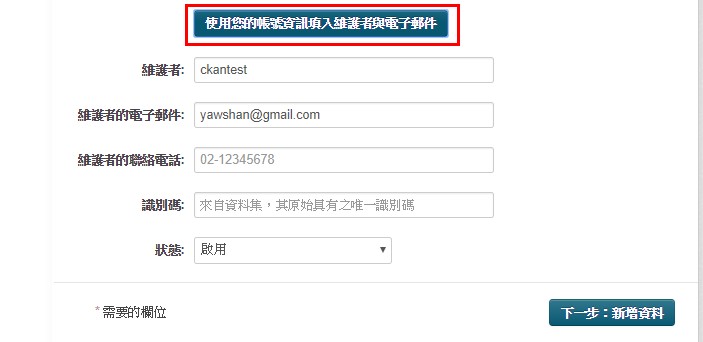 使用您的帳號資訊填入維護者與電子郵件
維護者: ckantest
維護者的電子郵件: yawshan@gmail.com
維護者的聯絡電話: 02-12345678
識別碼: 來自資料集，其原始具有之唯一識別碼
狀態: 啟用
* 需要的欄位 下一步：新增資料